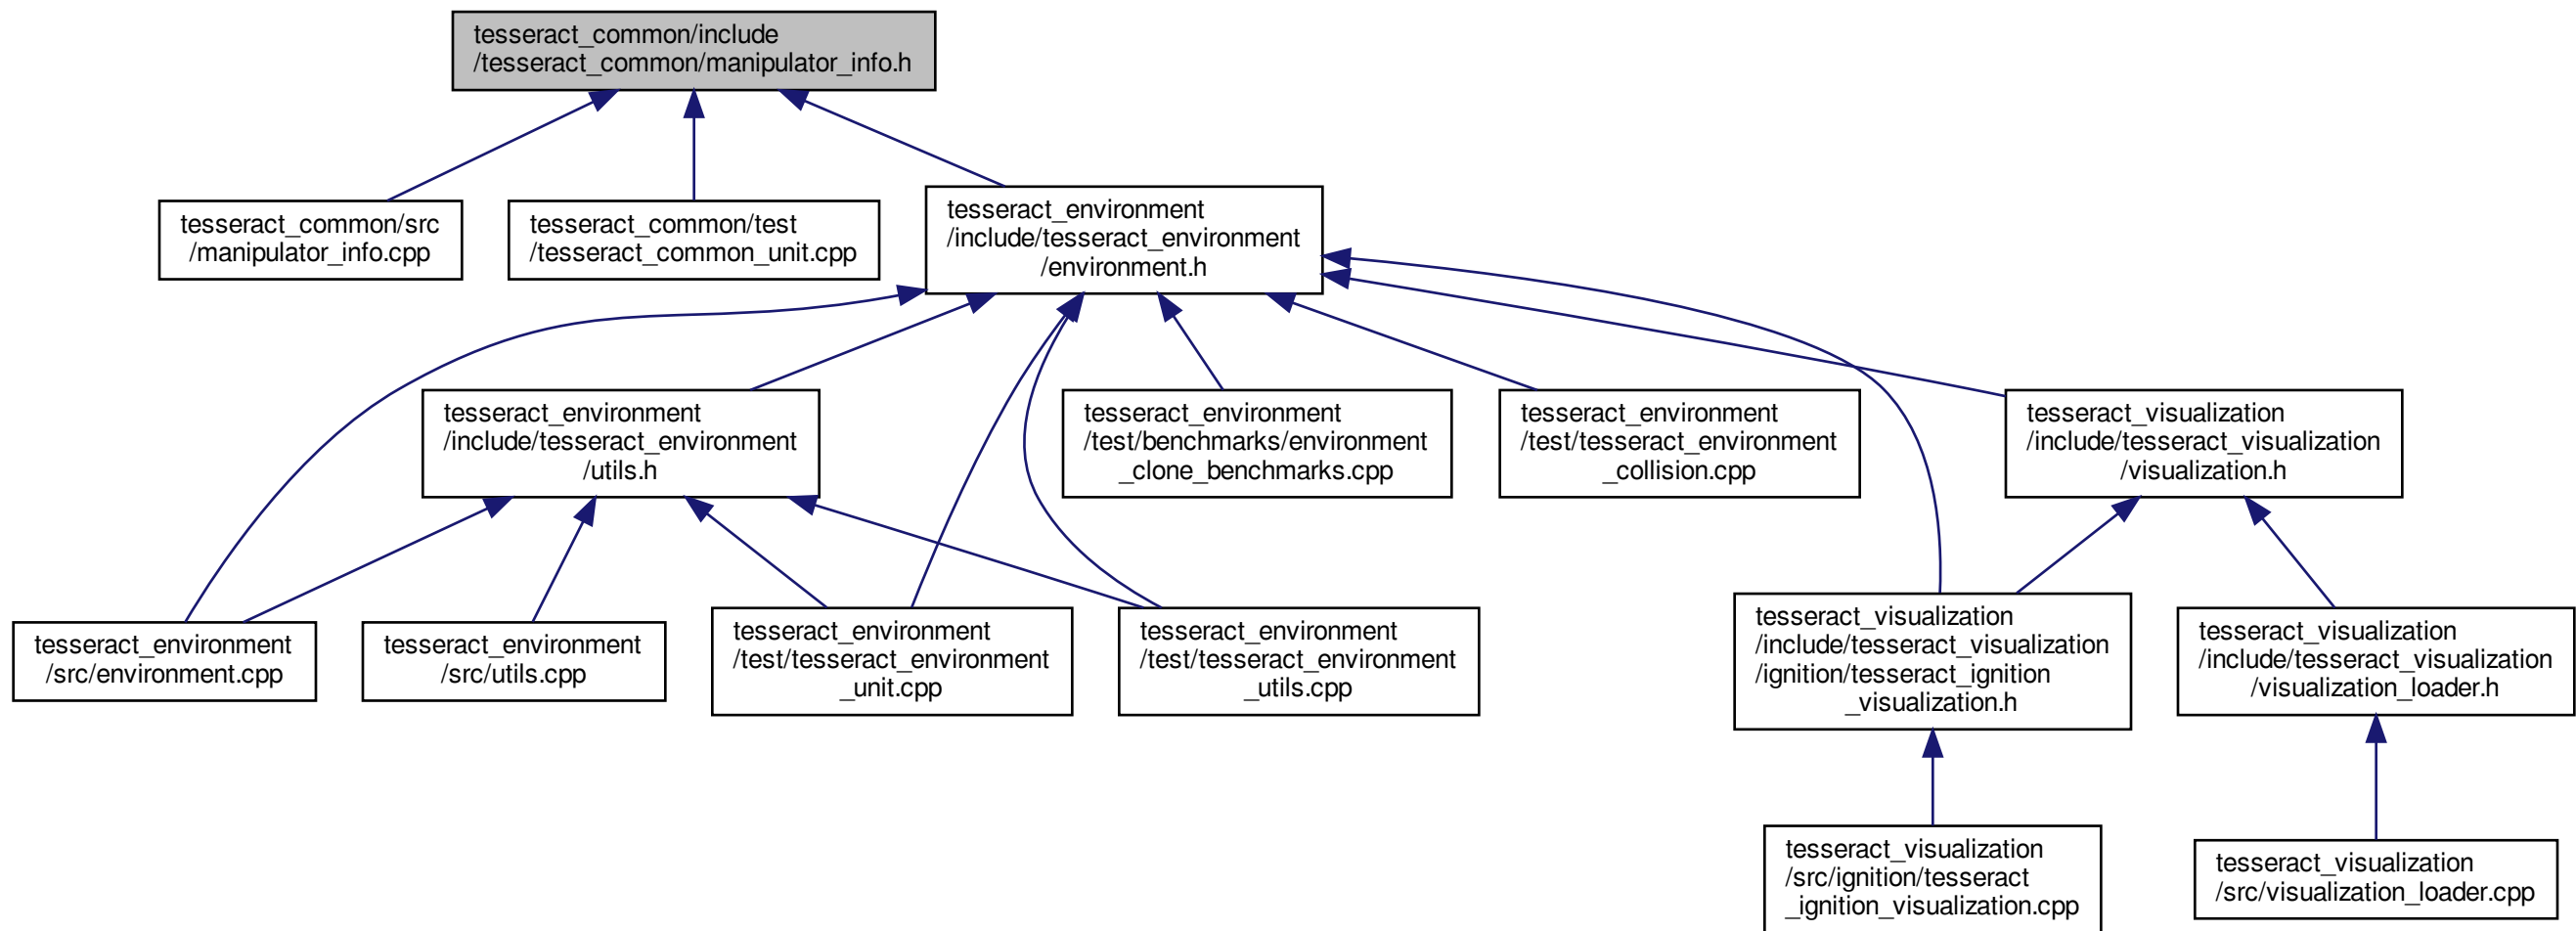 tesseract_common/include
/tesseract_common/manipulator_info.h
tesseract_common/src
/manipulator_info.cpp
tesseract_common/test
/tesseract_common_unit.cpp
tesseract_environment
/include/tesseract_environment
/environment.h
tesseract_environment
/include/tesseract_environment
/utils.h
tesseract_environment
/test/benchmarks/environment
_clone_benchmarks.cpp
tesseract_environment
/test/tesseract_environment
_collision.cpp
tesseract_visualization
/include/tesseract_visualization
/visualization.h
tesseract_environment
/src/environment.cpp
tesseract_environment
/src/utils.cpp
tesseract_environment
/test/tesseract_environment
_unit.cpp
tesseract_environment
/test/tesseract_environment
_utils.cpp
tesseract_visualization
/include/tesseract_visualization
/ignition/tesseract_ignition
_visualization.h
tesseract_visualization
/include/tesseract_visualization
/visualization_loader.h
tesseract_visualization
/src/ignition/tesseract
_ignition_visualization.cpp
tesseract_visualization
/src/visualization_loader.cpp